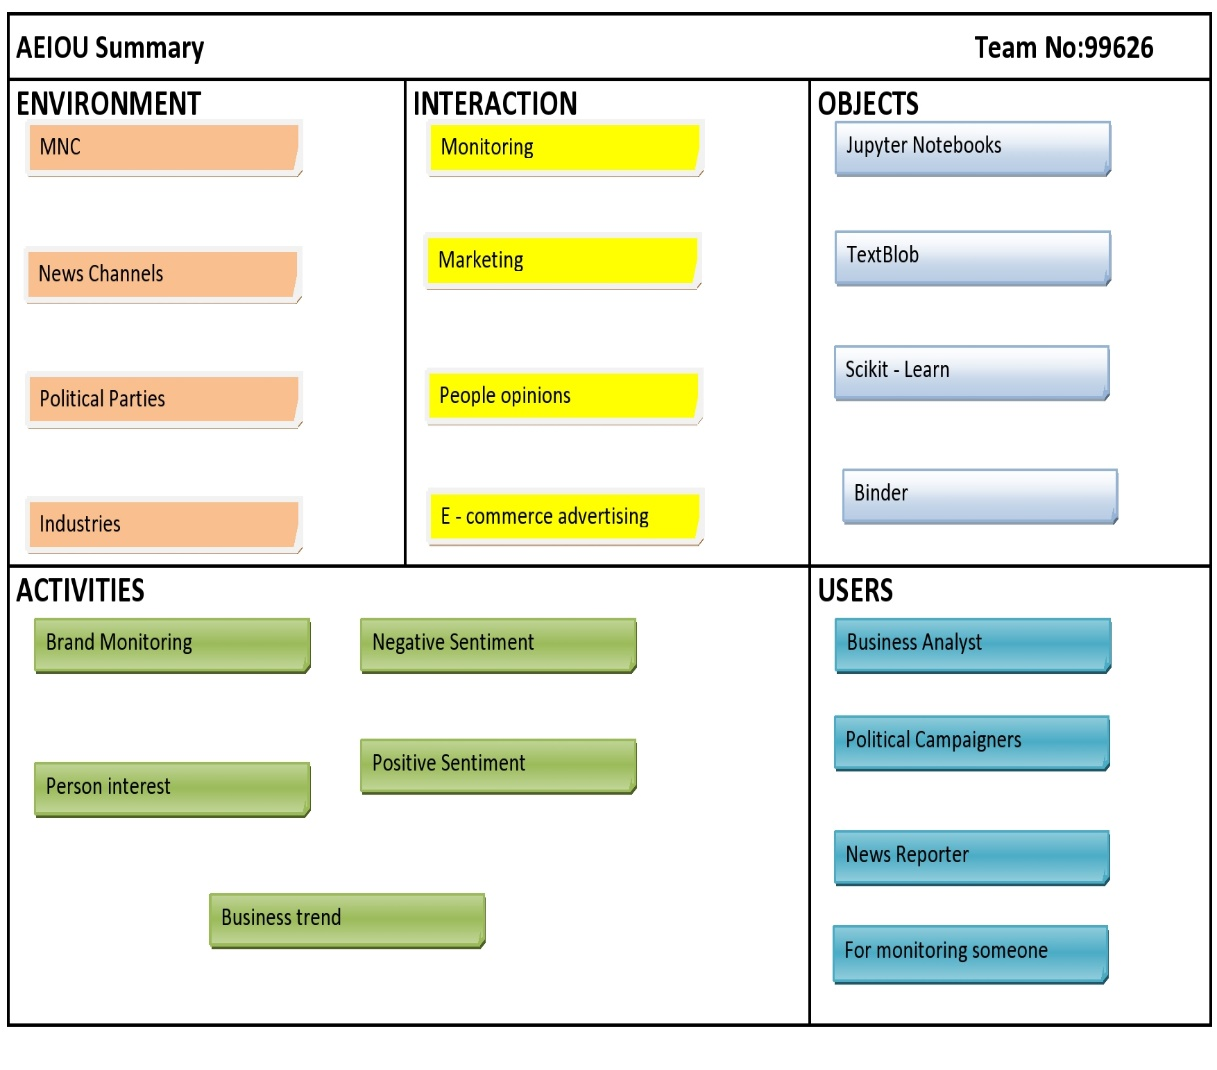 AEIOU Summary
Team No:99626
ENVIRONMENT
MNC
News Channels
Political Parties
Industries
INTERACTION
Monitoring
Marketing
People opinions
E - commerce advertising
OBJECTS
Jupyter Notebooks
TextBlob
Scikit - Learn
Binder
ACTIVITIES
Brand Monitoring
Negative Sentiment
Person interest
Positive Sentiment
Business trend
USERS
Business Analyst
Political Campaigners
News Reporter
For monitoring someone